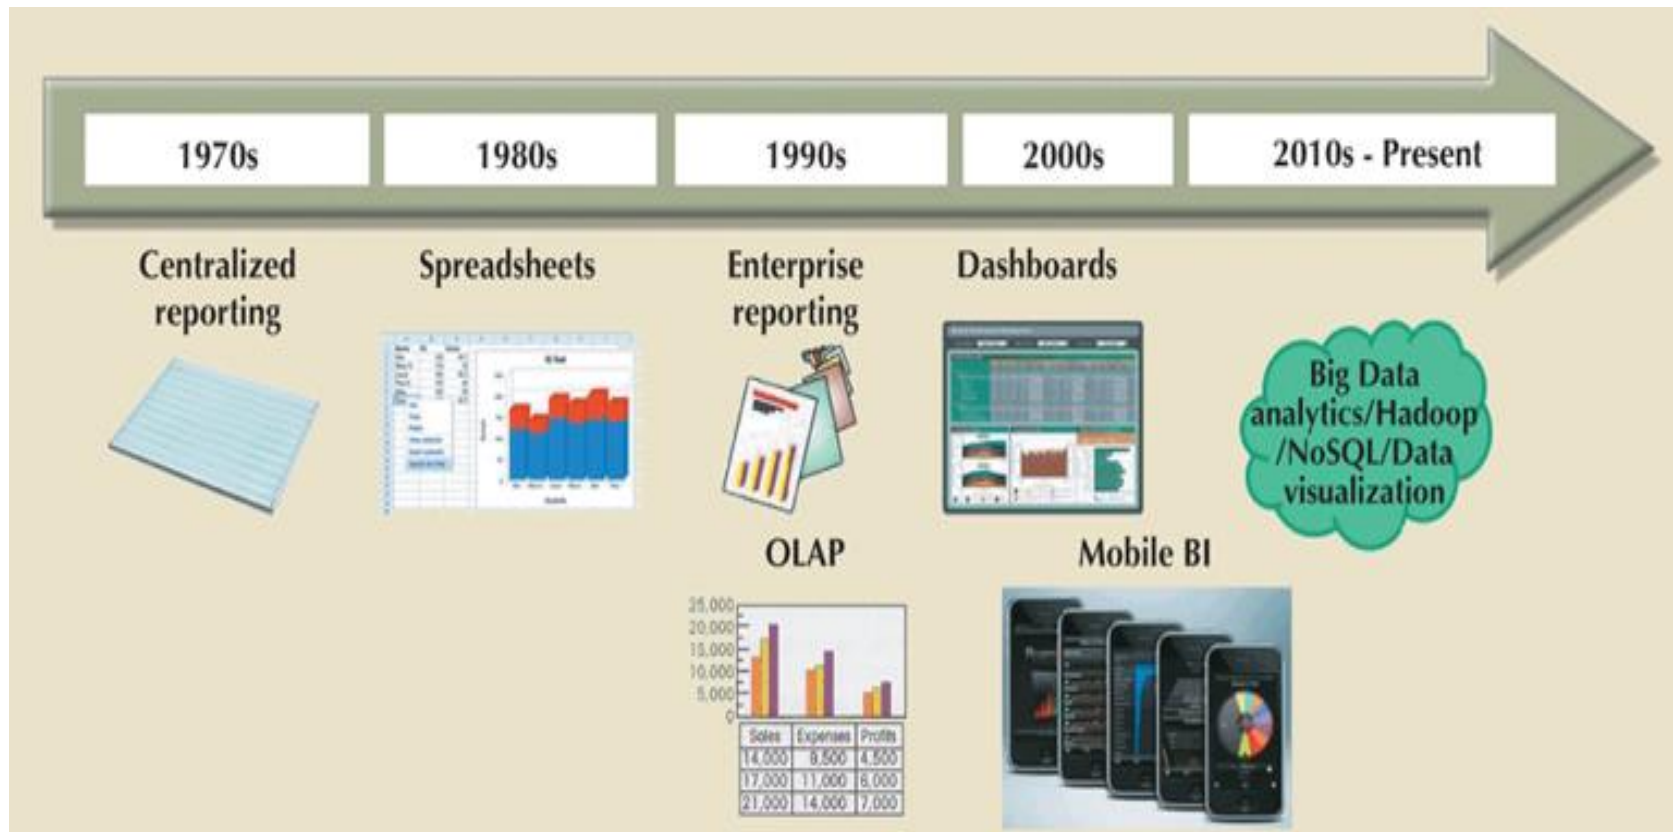 1970s
1980s
1990s
2000s
2010s - Present
Centralized
reporting
Spreadsheets
Enterprise
reporting
Dashboards
Big Data
analytics/Hadoop
/NoSQL/Data
visualization
OLAP
Mobile BI
25,000
20,000
15,000
10,000
5,000
0
Sales Expenses Profits
14,000 9,500 4,500
17,000 11,000 6,000
21,000 14,000 7,000